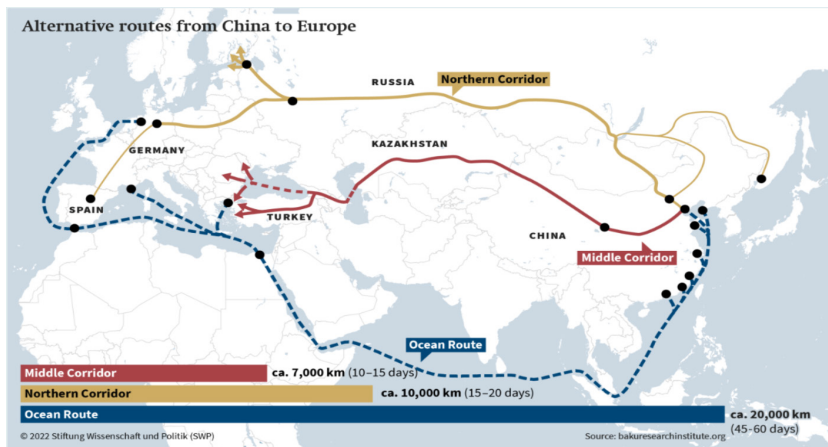 Alternative routes from China to Europe
RUSSIA
Northern Corridor
KAZAKHSTAN
GERMANY
SPAIN
TURKEY
CHINA
Middle Corridor
Ocean Route
Middle Corridor
ca. 7,000 km (10–15 days)
Northern Corridor
ca. 10,000 km (15–20 days)
Ocean Route
ca. 20,000 km
(45-60 days)
© 2022 Stiftung Wissenschaft und Politik (SWP)
Source: bakuresearchinstitute.org